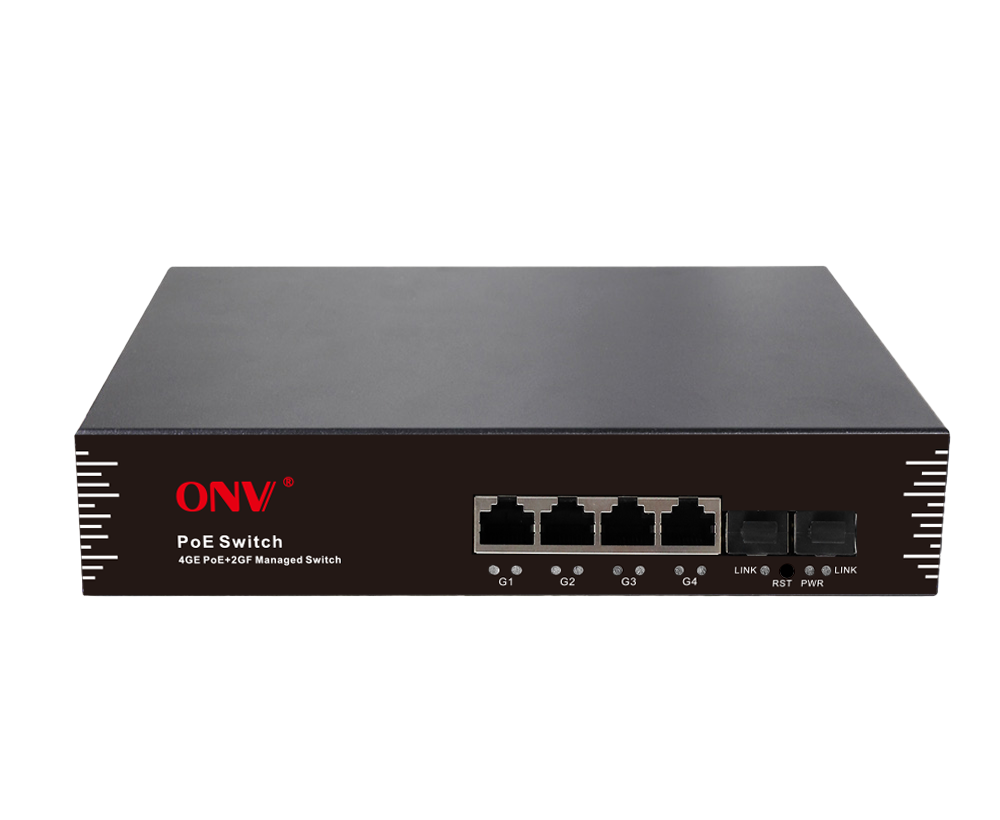 ONV®
PoE Switch
4GE PoE+2GF Managed Switch
G1 G2 G3 G4
LINK RST PWR LINK